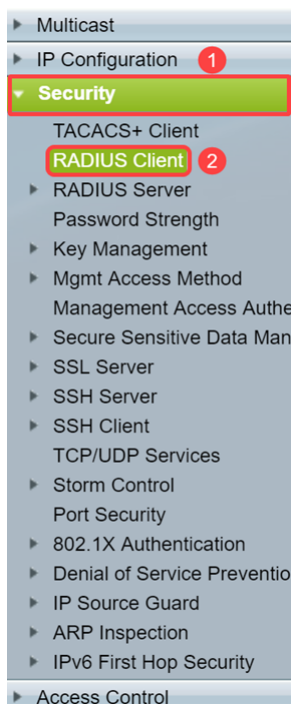 Multicast
IP Configuration 1
Security
TACACS+ Client
RADIUS Client 2
RADIUS Server
Password Strength
Key Management
Mgmt Access Method
Management Access Authe
Secure Sensitive Data Man
SSL Server
SSH Server
SSH Client
TCP/UDP Services
Storm Control
Port Security
802.1X Authentication
Denial of Service Preventio
IP Source Guard
ARP Inspection
IPv6 First Hop Security
Access Control